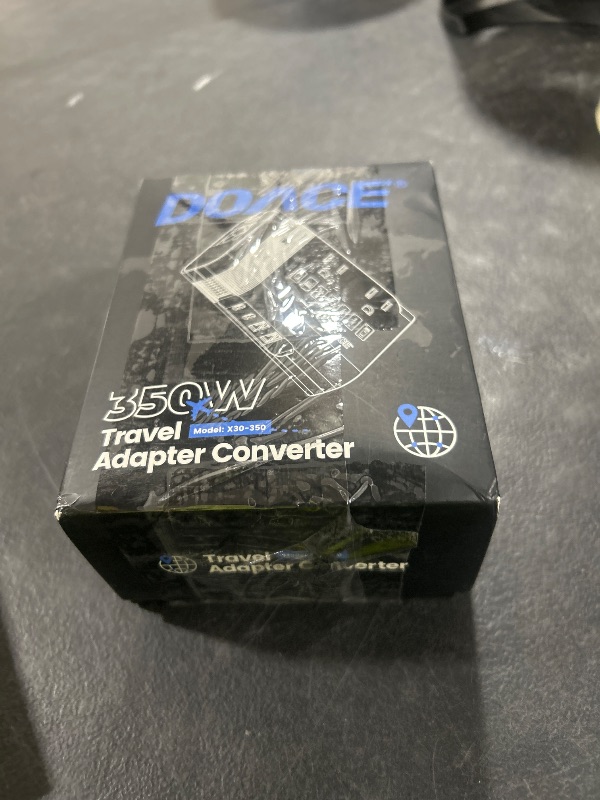 DOACE®
350W
Travel Model: X30-350
Adapter Converter
Travel
Adapter Converter